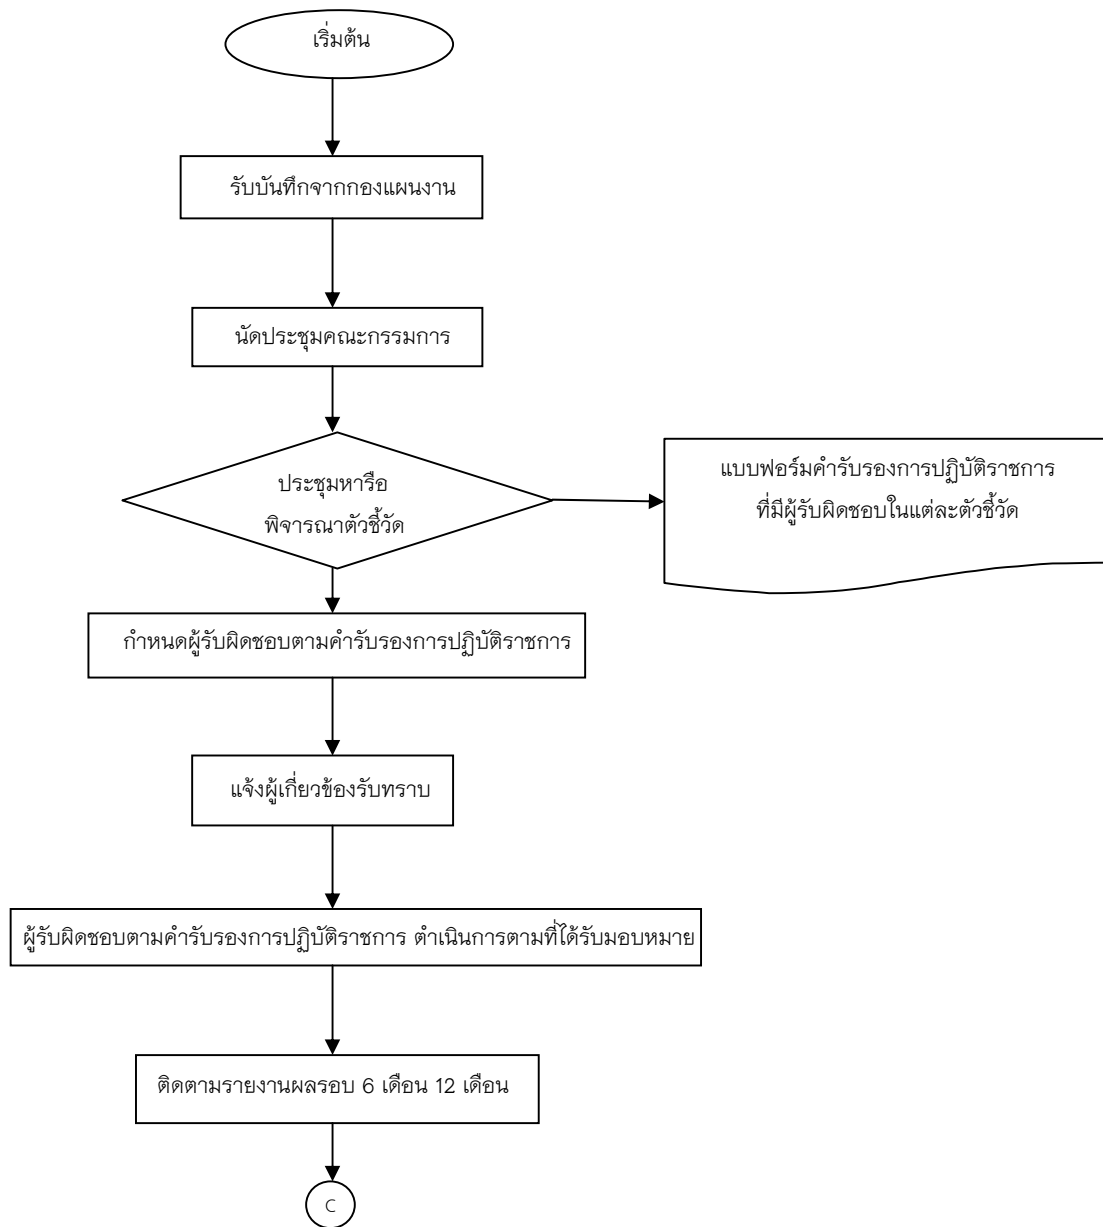 เริ่มต้น
รับบันทึกจากกองแผนงาน
นัดประชุมคณะกรรมการ
ประชุมหารือ
พิจารณาตัวชี้วัด
แบบฟอร์มคำรับรองการปฏิบัติราชการ
ที่มีผู้รับผิดชอบในแต่ละตัวชี้วัด
กำหนดผู้รับผิดชอบตามคำรับรองการปฏิบัติราชการ
แจ้งผู้เกี่ยวข้องรับทราบ
ผู้รับผิดชอบตามคำรับรองการปฏิบัติราชการ ดำเนินการตามที่ได้รับมอบหมาย
ติดตามรายงานผลรอบ 6 เดือน 12 เดือน
C